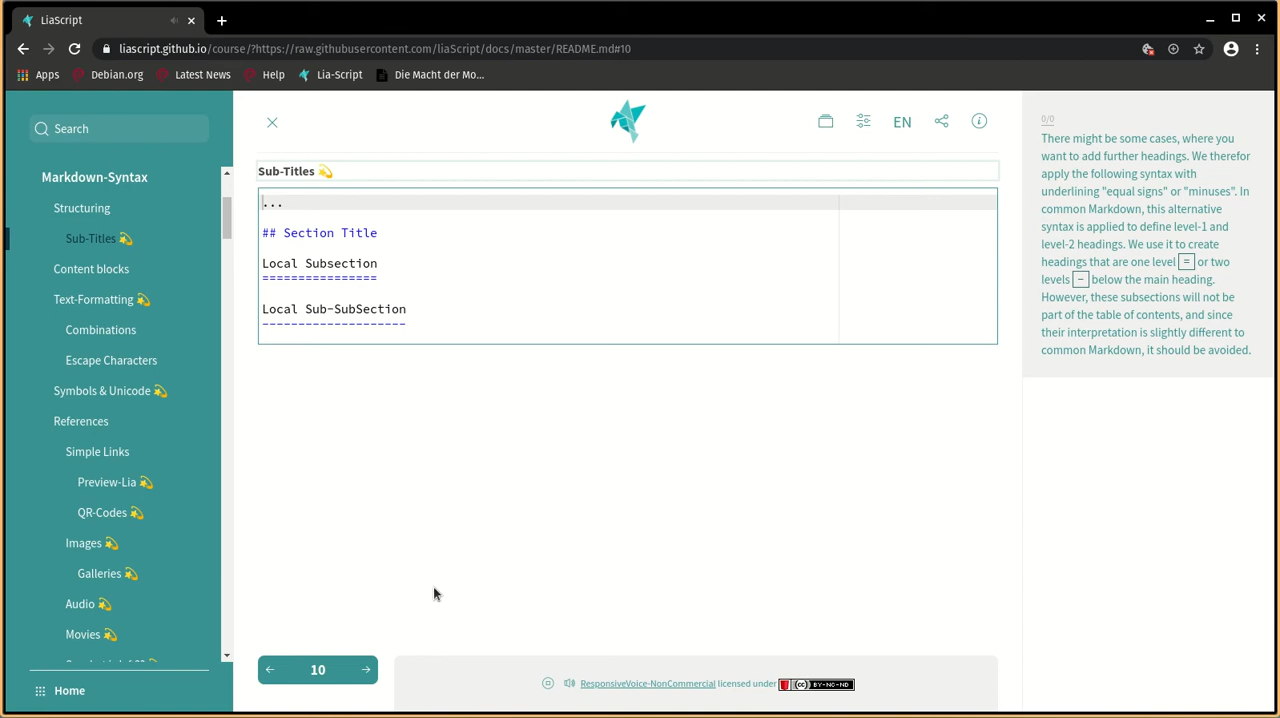 LiaScript
liascript.github.io/course/?https://raw.githubusercontent.com/liaScript/docs/master/README.md#10
Apps Debian.org Latest News Help Lia-Script Die Macht der Mo...
Search
Markdown-Syntax
Structuring
Sub-Titles 💫
Content blocks
Text-Formatting 💫
Combinations
Escape Characters
Symbols & Unicode 💫
References
Simple Links
Preview-Lia 💫
QR-Codes 💫
Images 💫
Galleries 💫
Audio 💫
Movies 💫
Home
EN
Sub-Titles 💫
...
## Section Title
Local Subsection
================
Local Sub-SubSection
--------------------
10
ResponsiveVoice-NonCommercial licensed under
BY-NC-ND
0/0
There might be some cases, where you
want to add further headings. We therefor
apply the following syntax with
underlining "equal signs" or "minuses". In
common Markdown, this alternative
syntax is applied to define level-1 and
level-2 headings. We use it to create
headings that are one level = or two
levels - below the main heading.
However, these subsections will not be
part of the table of contents, and since
their interpretation is slightly different to
common Markdown, it should be avoided.